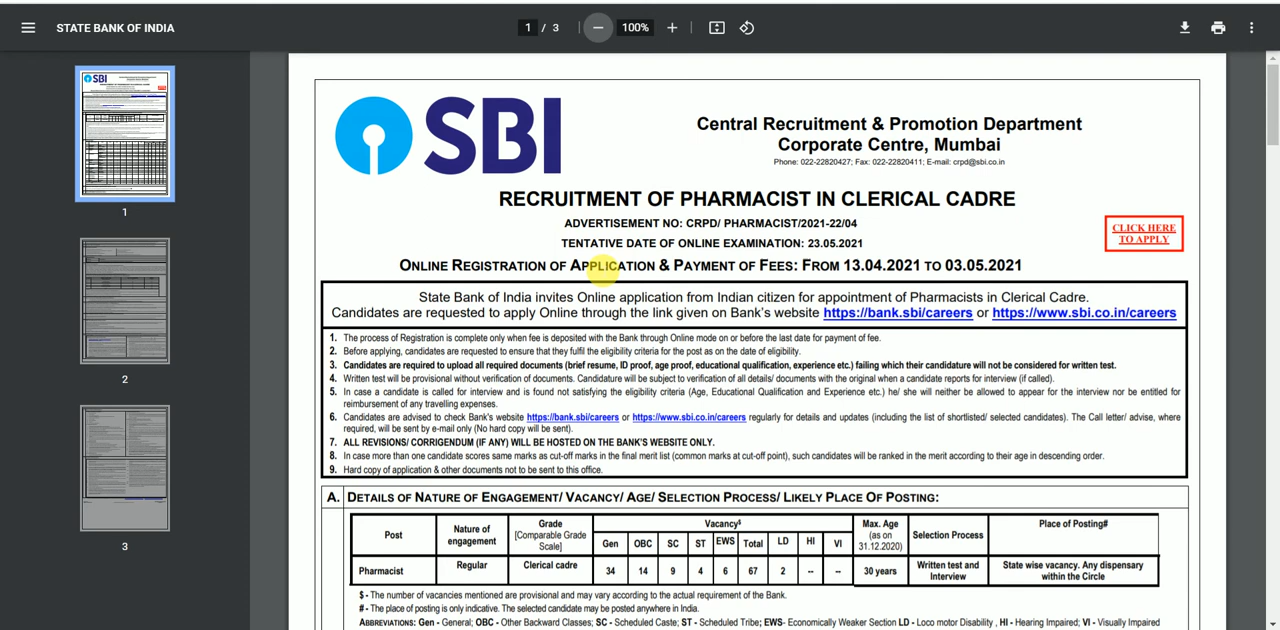 STATE BANK OF INDIA
1 / 3
100%
1
2
3
SBI
Central Recruitment & Promotion Department
Corporate Centre, Mumbai
Phone: 022-22820427; Fax: 022-22820411; E-mail: crpd@sbi.co.in
RECRUITMENT OF PHARMACIST IN CLERICAL CADRE
ADVERTISEMENT NO: CRPD/ PHARMACIST/2021-22/04
TENTATIVE DATE OF ONLINE EXAMINATION: 23.05.2021
CLICK HERE
TO APPLY
ONLINE REGISTRATION OF APPLICATION & PAYMENT OF FEES: FROM 13.04.2021 TO 03.05.2021
State Bank of India invites Online application from Indian citizen for appointment of Pharmacists in Clerical Cadre.
Candidates are requested to apply Online through the link given on Bank's website https://bank.sbi/careers or https://www.sbi.co.in/careers
1. The process of Registration is complete only when fee is deposited with the Bank through Online mode on or before the last date for payment of fee.
2. Before applying, candidates are requested to ensure that they fulfil the eligibility criteria for the post as on the date of eligibility.
3. Candidates are required to upload all required documents (brief resume, ID proof, age proof, educational qualification, experience etc.) failing which their candidature will not be considered for written test.
4. Written test will be provisional without verification of documents. Candidature will be subject to verification of all details/ documents with the original when a candidate reports for interview (if called).
5. In case a candidate is called for interview and is found not satisfying the eligibility criteria (Age, Educational Qualification and Experience etc.) he/ she will neither be allowed to appear for the interview nor be entitled for
reimbursement of any travelling expenses.
6. Candidates are advised to check Bank's website https://bank.sbi/careers or https://www.sbi.co.in/careers regularly for details and updates (including the list of shortlisted/ selected candidates). The Call letter/ advise, where
required, will be sent by e-mail only (No hard copy will be sent).
7. ALL REVISIONS/ CORRIGENDUM (IF ANY) WILL BE HOSTED ON THE BANK'S WEBSITE ONLY.
8. In case more than one candidate scores same marks as cut-off marks in the final merit list (common marks at cut-off point), such candidates will be ranked in the merit according to their age in descending order.
9. Hard copy of application & other documents not to be sent to this office.
A. DETAILS OF NATURE OF ENGAGEMENT/ VACANCY/ AGE/ SELECTION PROCESS/ LIKELY PLACE OF POSTING:
Post Nature of engagement Grade [Comparable Grade Scale] Vacancy$ Max. Age (as on 31.12.2020) Selection Process Place of Posting#
Gen OBC SC ST EWS Total LD HI VI
Pharmacist Regular Clerical cadre 34 14 9 4 6 67 2 -- -- 30 years Written test and Interview State wise vacancy. Any dispensary within the Circle
$ - The number of vacancies mentioned are provisional and may vary according to the actual requirement of the Bank.
# - The place of posting is only indicative. The selected candidate may be posted anywhere in India.
ABBREVIATIONS: Gen - General; OBC - Other Backward Classes; SC - Scheduled Caste; ST - Scheduled Tribe; EWS- Economically Weaker Section LD - Loco motor Disability , HI - Hearing Impaired; VI - Visually Impaired